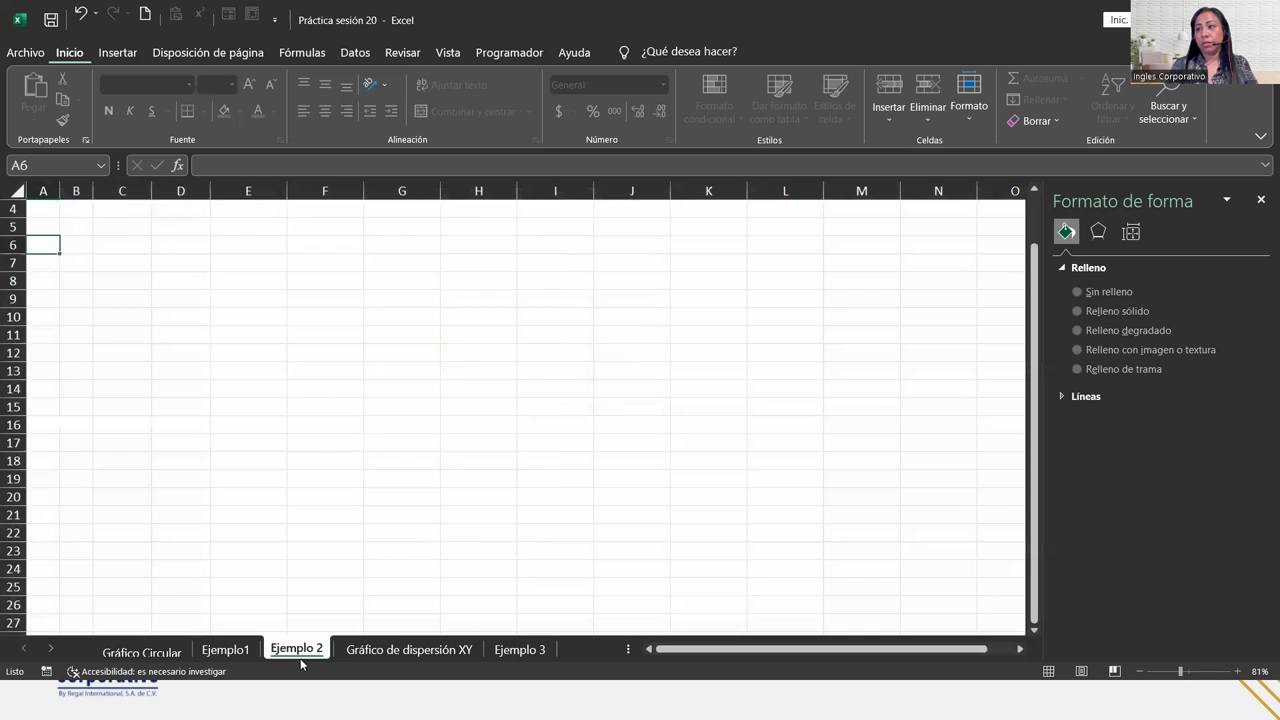 Práctica sesión 20 - Excel
Inic.
Archivo Inicio Insertar Disposición de página Fórmulas Datos Revisar Vista Programador Ayuda ¿Qué desea hacer?
Ingles Corporativo
Pegar
N K S
General
Ajustar texto
Combinar y centrar
$ % 000
Formato condicional
Dar formato como tabla
Estilos de celda
Insertar
Eliminar
Formato
Autosuma
Rellenar
Borrar
Ordenar y filtrar
Buscar y seleccionar
Portapapeles Fuente Alineación Número Estilos Celdas Edición
A6
fx
A B C D E F G H I J K L M N O
4
5
6
7
8
9
10
11
12
13
14
15
16
17
18
19
20
21
22
23
24
25
26
27
Formato de forma
Relleno
Sin relleno
Relleno sólido
Relleno degradado
Relleno con imagen o textura
Relleno de trama
Líneas
Gráfico Circular Ejemplo1 Ejemplo 2 Gráfico de dispersión XY Ejemplo 3
Listo Accesibilidad: es necesario investigar 81%
corporativo
By Regal International, S.A. de C.V.